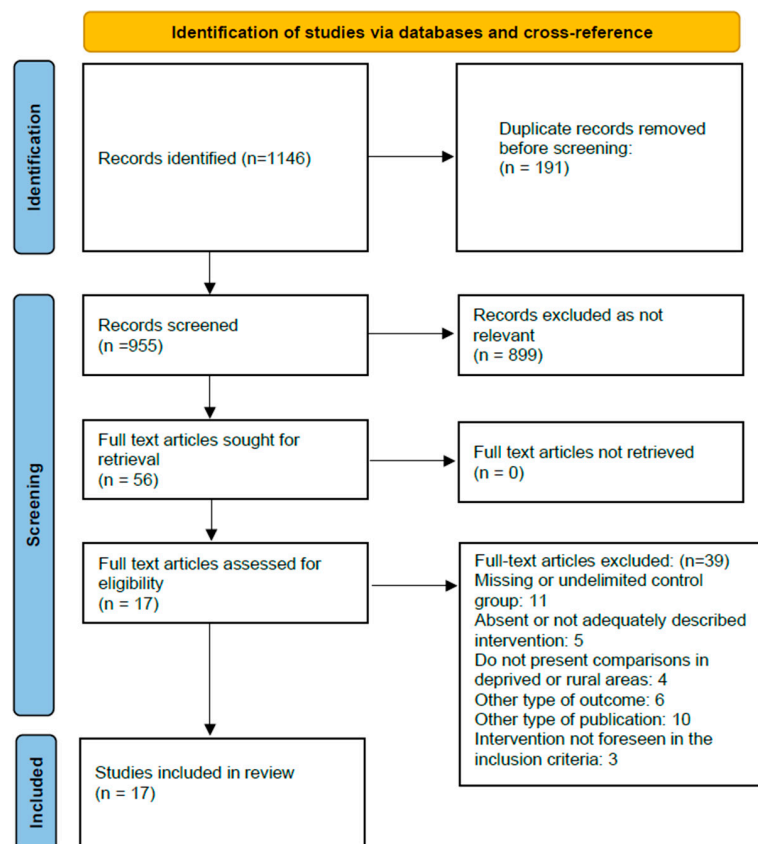 Identification of studies via databases and cross-reference
Identification
Records identified (n=1146)
Duplicate records removed
before screening:
(n = 191)
Screening
Records screened
(n =955)
Records excluded as not
relevant
(n = 899)
Full text articles sought for
retrieval
(n = 56)
Full text articles not retrieved
(n = 0)
Full text articles assessed for
eligibility
(n = 17)
Full-text articles excluded: (n=39)
Missing or undelimited control
group: 11
Absent or not adequately described
intervention: 5
Do not present comparisons in
deprived or rural areas: 4
Other type of outcome: 6
Other type of publication: 10
Intervention not foreseen in the
inclusion criteria: 3
Included
Studies included in review
(n = 17)